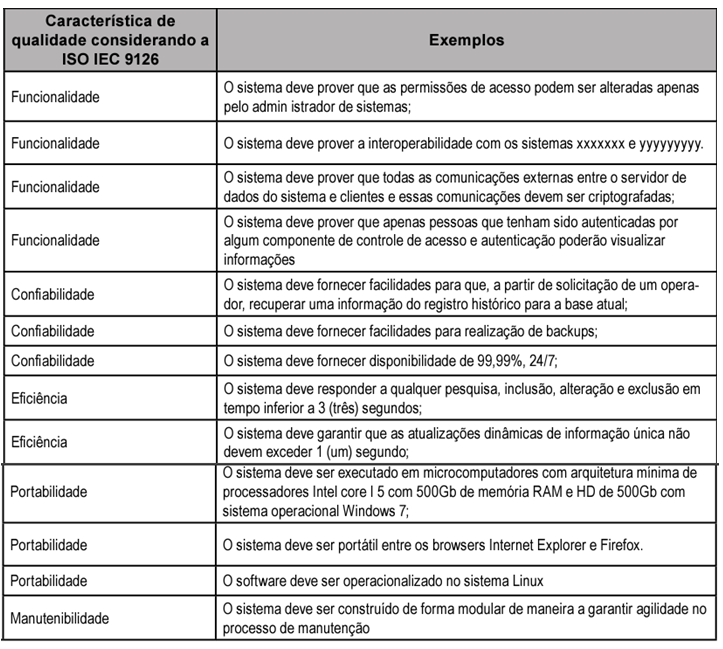 Característica de
qualidade considerando a
ISO IEC 9126
Exemplos
Funcionalidade
O sistema deve prover que as permissões de acesso podem ser alteradas apenas
pelo admin istrador de sistemas;
Funcionalidade
O sistema deve prover a interoperabilidade com os sistemas xxxxxxx e yyyyyyyyy.
Funcionalidade
O sistema deve prover que todas as comunicações externas entre o servidor de
dados do sistema e clientes e essas comunicações devem ser criptografadas;
Funcionalidade
O sistema deve prover que apenas pessoas que tenham sido autenticadas por
algum componente de controle de acesso e autenticação poderão visualizar
informações
Confiabilidade
O sistema deve fornecer facilidades para que, a partir de solicitação de um opera-
dor, recuperar uma informação do registro histórico para a base atual;
Confiabilidade
O sistema deve fornecer facilidades para realização de backups;
Confiabilidade
O sistema deve fornecer disponibilidade de 99,99%, 24/7;
Eficiência
O sistema deve responder a qualquer pesquisa, inclusão, alteração e exclusão em
tempo inferior a 3 (três) segundos;
Eficiência
O sistema deve garantir que as atualizações dinâmicas de informação única não
devem exceder 1 (um) segundo;
Portabilidade
O sistema deve ser executado em microcomputadores com arquitetura mínima de
processadores Intel core I 5 com 500Gb de memória RAM e HD de 500Gb com
sistema operacional Windows 7;
Portabilidade
O sistema deve ser portátil entre os browsers Internet Explorer e Firefox.
Portabilidade
O software deve ser operacionalizado no sistema Linux
Manutenibilidade
O sistema deve ser construído de forma modular de maneira a garantir agilidade no
processo de manutenção